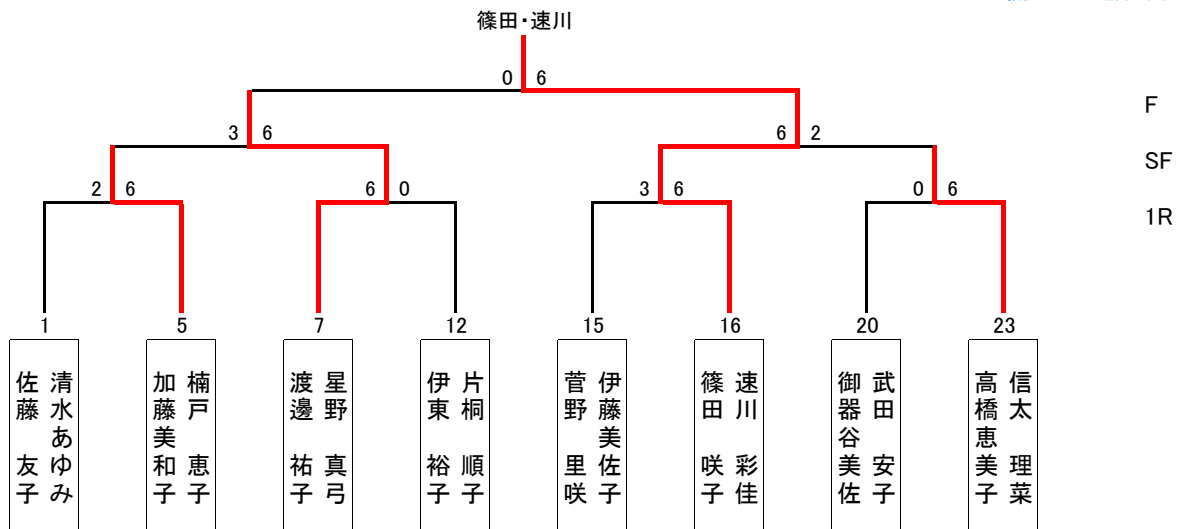 篠田・速川
0 6
F
3 6
6 2
SF
2 6
6 0
3 6
0 6
1R
1
5
7
12
15
16
20
23
清水あゆみ
佐藤 友子
楠戸 恵子
加藤美和子
星野 真弓
渡邊 祐子
片桐 順子
伊東 裕子
伊藤美佐子
菅野 里咲
速川 彩佳
篠田 咲子
武田 安子
御器谷美佐
信太 理菜
高橋恵美子